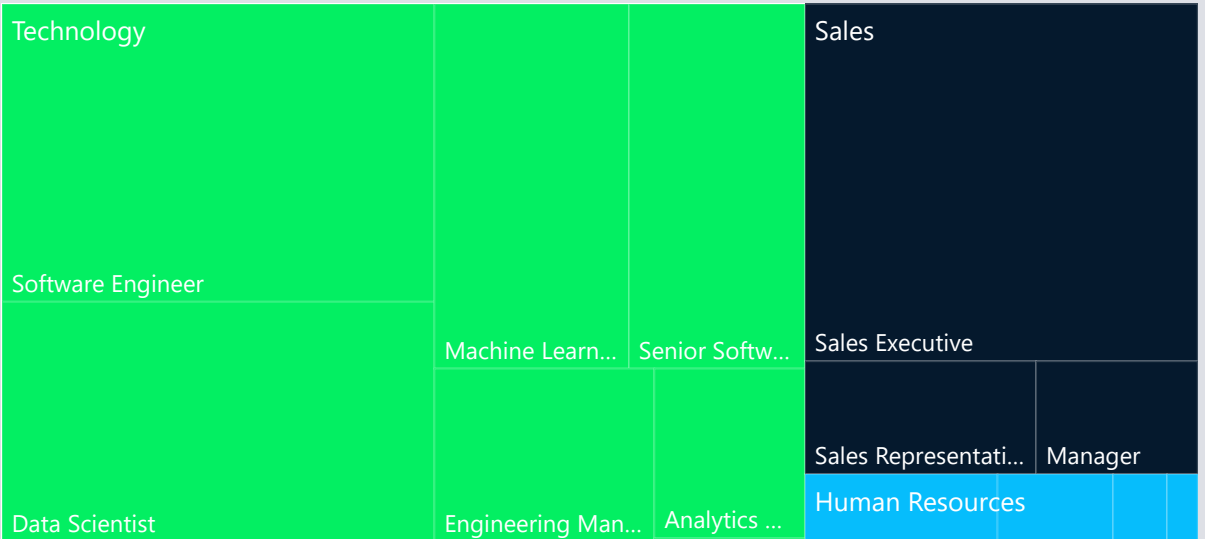 Technology
Software Engineer
Data Scientist
Machine Learn...
Senior Softw...
Engineering Man...
Analytics ...
Sales
Sales Executive
Sales Representati...
Manager
Human Resources